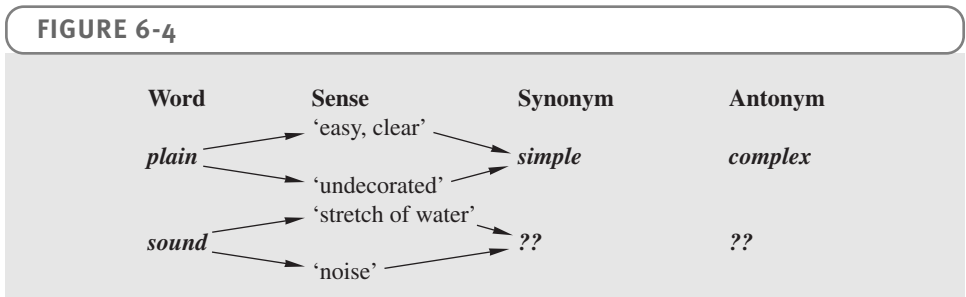 FIGURE 6-4
Word Sense Synonym Antonym
‘easy, clear’
plain simple complex
‘undecorated’
‘stretch of water’
sound ?? ??
‘noise’